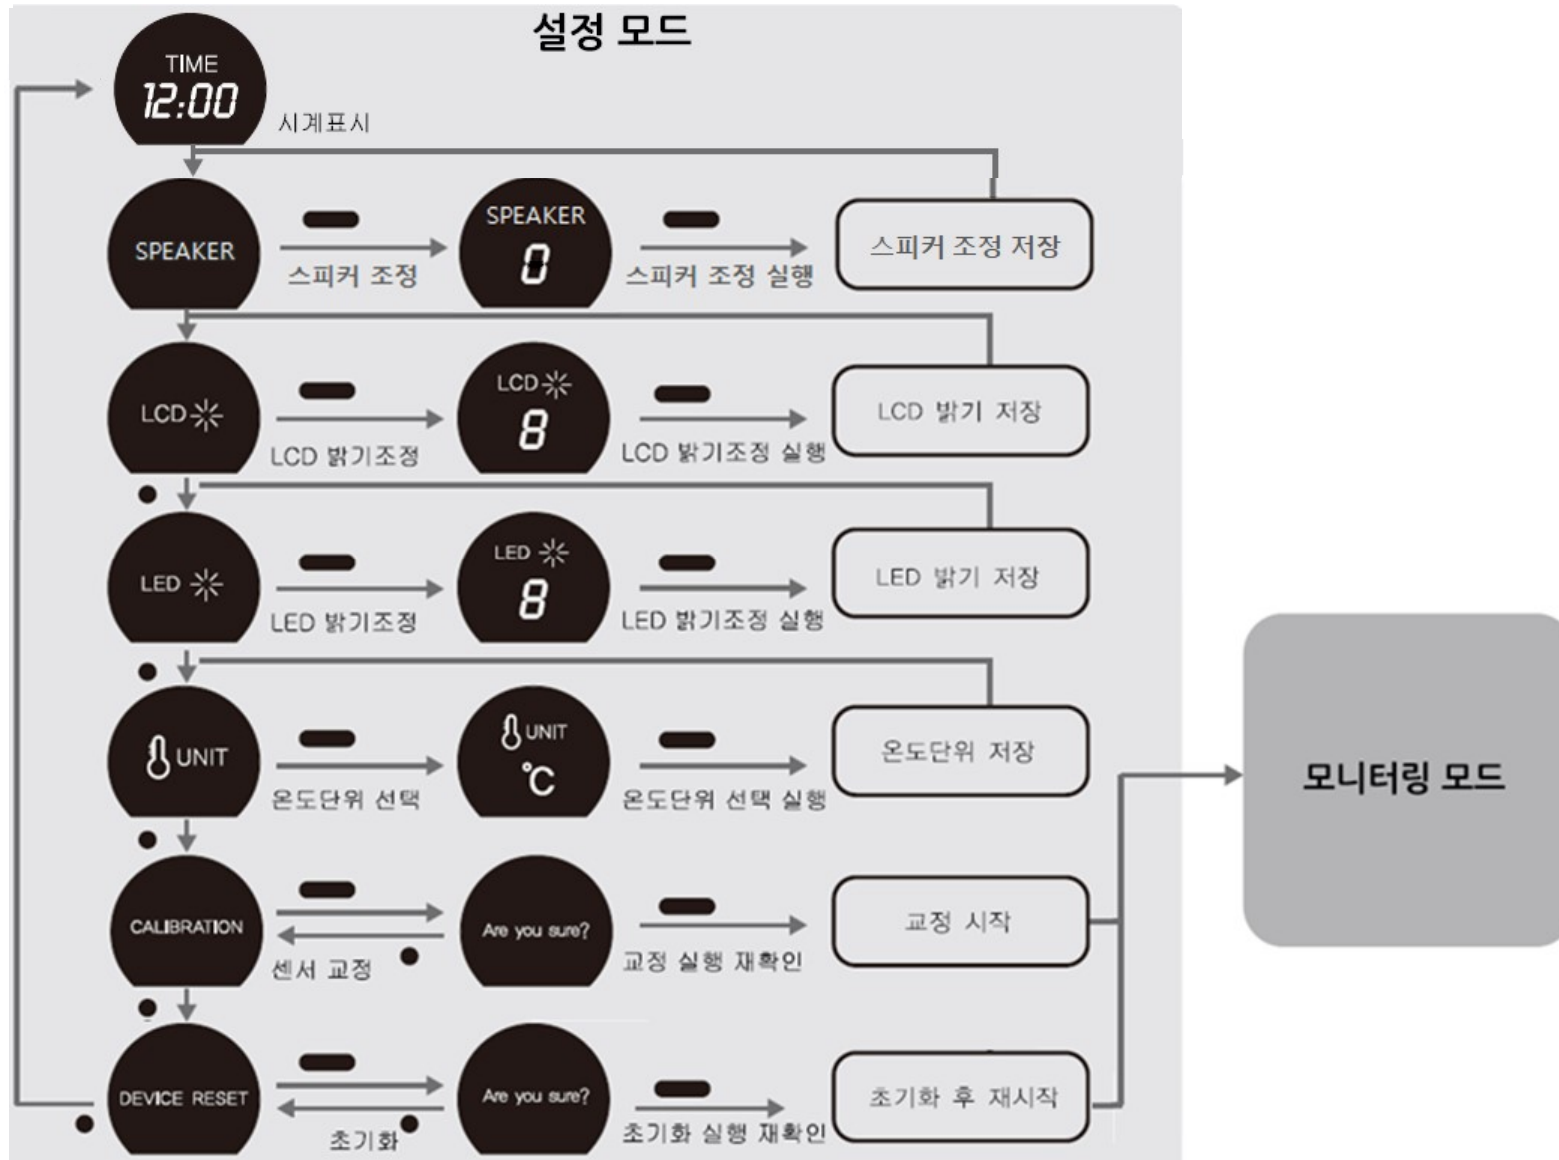 설정 모드
TIME
12:00
시계표시
SPEAKER
스피커 조정
SPEAKER
0
스피커 조정 실행
스피커 조정 저장
LCD
LCD 밝기조정
LCD
8
LCD 밝기조정 실행
LCD 밝기 저장
LED
LED 밝기조정
LED
8
LED 밝기조정 실행
LED 밝기 저장
UNIT
온도단위 선택
UNIT
℃
온도단위 선택 실행
온도단위 저장
모니터링 모드
CALIBRATION
센서 교정
Are you sure?
교정 실행 재확인
교정 시작
DEVICE RESET
초기화
Are you sure?
초기화 실행 재확인
초기화 후 재시작